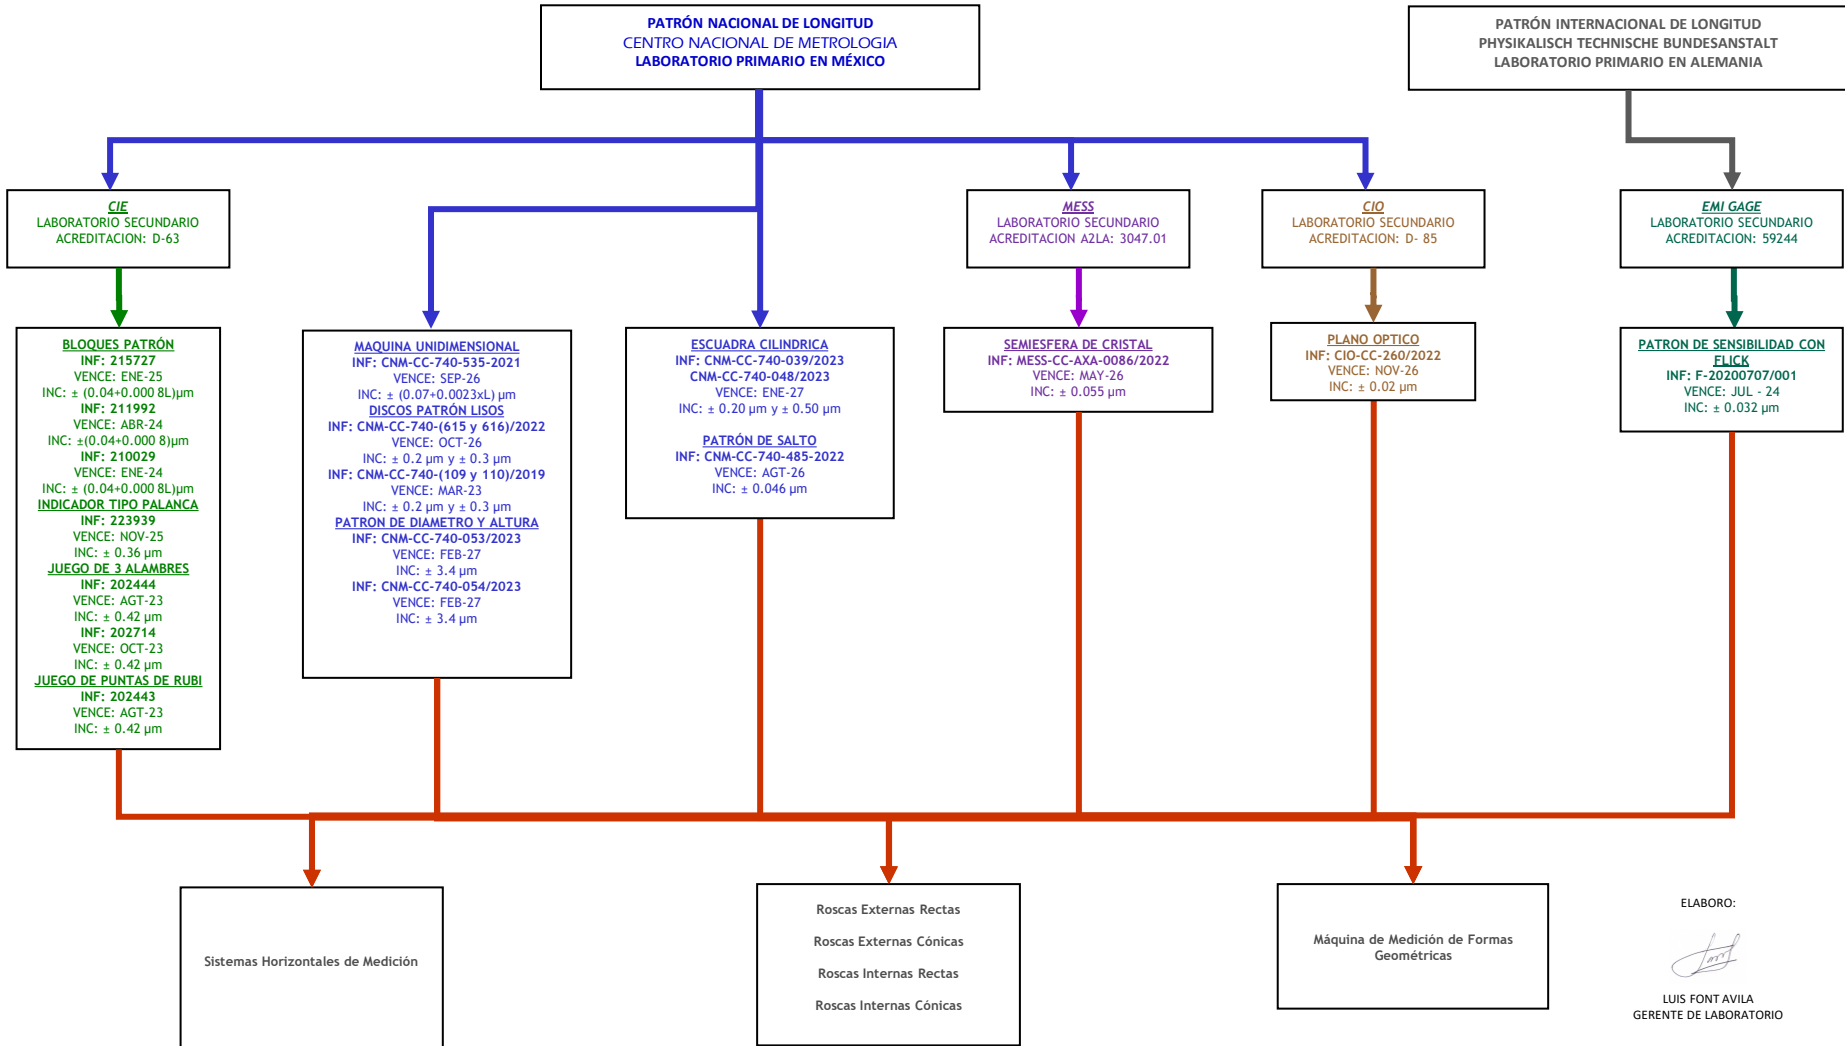 PATRÓN NACIONAL DE LONGITUD
CENTRO NACIONAL DE METROLOGIA
LABORATORIO PRIMARIO EN MÉXICO
PATRÓN INTERNACIONAL DE LONGITUD
PHYSIKALISCH TECHNISCHE BUNDESANSTALT
LABORATORIO PRIMARIO EN ALEMANIA
CIE
LABORATORIO SECUNDARIO
ACREDITACION: D-63
MESS
LABORATORIO SECUNDARIO
ACREDITACION A2LA: 3047.01
CIO
LABORATORIO SECUNDARIO
ACREDITACION: D- 85
EMI GAGE
LABORATORIO SECUNDARIO
ACREDITACION: 59244
BLOQUES PATRÓN
INF: 215727
VENCE: ENE-25
INC: ± (0.04+0.000 8L)µm
INF: 211992
VENCE: ABR-24
INC: ±(0.04+0.000 8)µm
INF: 210029
VENCE: ENE-24
INC: ± (0.04+0.000 8L)µm
INDICADOR TIPO PALANCA
INF: 223939
VENCE: NOV-25
INC: ± 0.36 µm
JUEGO DE 3 ALAMBRES
INF: 202444
VENCE: AGT-23
INC: ± 0.42 µm
INF: 202714
VENCE: OCT-23
INC: ± 0.42 µm
JUEGO DE PUNTAS DE RUBI
INF: 202443
VENCE: AGT-23
INC: ± 0.42 µm
MAQUINA UNIDIMENSIONAL
INF: CNM-CC-740-535-2021
VENCE: SEP-26
INC: ± (0.07+0.0023xL) µm
DISCOS PATRÓN LISOS
INF: CNM-CC-740-(615 y 616)/2022
VENCE: OCT-26
INC: ± 0.2 µm y ± 0.3 µm
INF: CNM-CC-740-(109 y 110)/2019
VENCE: MAR-23
INC: ± 0.2 µm y ± 0.3 µm
PATRON DE DIAMETRO Y ALTURA
INF: CNM-CC-740-053/2023
VENCE: FEB-27
INC: ± 3.4 µm
INF: CNM-CC-740-054/2023
VENCE: FEB-27
INC: ± 3.4 µm
ESCUADRA CILINDRICA
INF: CNM-CC-740-039/2023
CNM-CC-740-048/2023
VENCE: ENE-27
INC: ± 0.20 µm y ± 0.50 µm
PATRÓN DE SALTO
INF: CNM-CC-740-485-2022
VENCE: AGT-26
INC: ± 0.046 µm
SEMIESFERA DE CRISTAL
INF: MESS-CC-AXA-0086/2022
VENCE: MAY-26
INC: ± 0.055 µm
PLANO OPTICO
INF: CIO-CC-260/2022
VENCE: NOV-26
INC: ± 0.02 µm
PATRON DE SENSIBILIDAD CON
FLICK
INF: F-20200707/001
VENCE: JUL - 24
INC: ± 0.032 µm
Sistemas Horizontales de Medición
Roscas Externas Rectas
Roscas Externas Cónicas
Roscas Internas Rectas
Roscas Internas Cónicas
Máquina de Medición de Formas
Geométricas
ELABORO:
LUIS FONT AVILA
GERENTE DE LABORATORIO